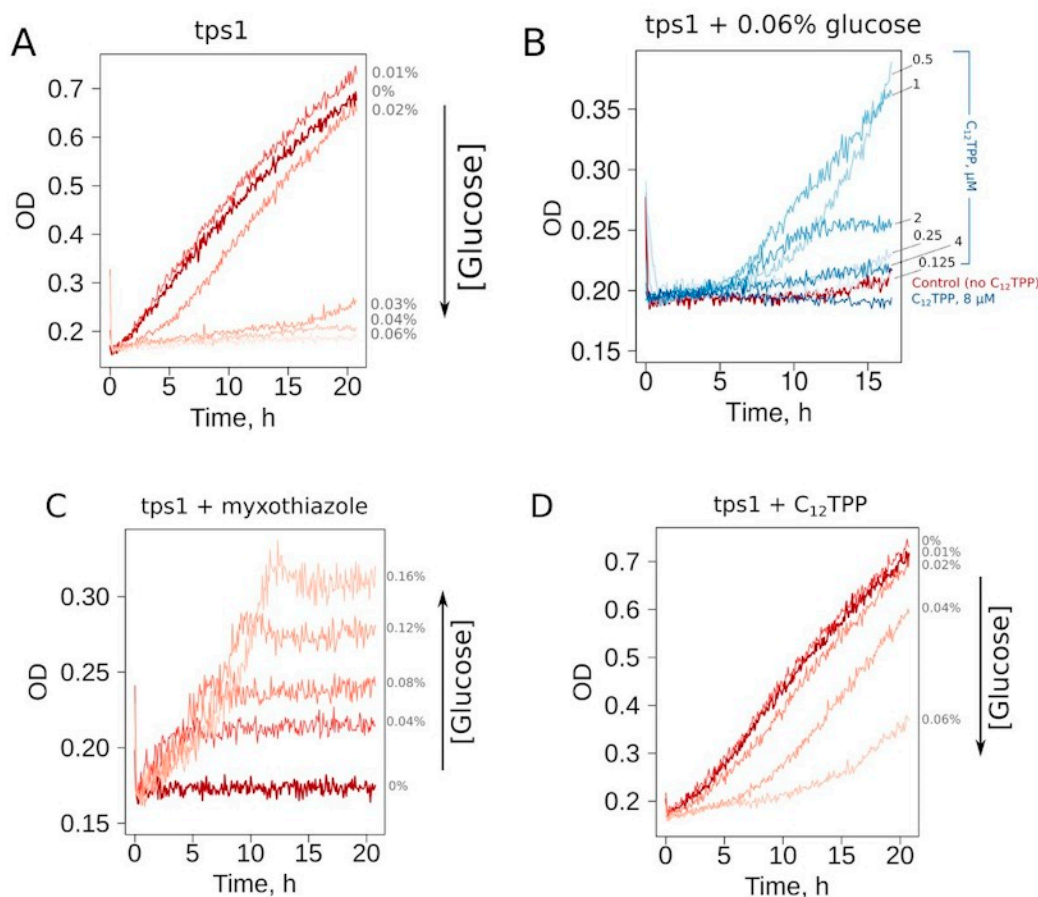 A
tps1
OD
0.7
0.6
0.5
0.4
0.3
0.2
0 5 10 15 20
Time, h
0.01%
0%
0.02%
0.03%
0.04%
0.06%
[Glucose]
B
tps1 + 0.06% glucose
OD
0.35
0.30
0.25
0.20
0.15
0 5 10 15
Time, h
0.5
1
2
0.25
4
0.125
C₁₂TPP, μM
Control (no C₁₂TPP)
C₁₂TPP, 8 μM
C
tps1 + myxothiazole
OD
0.30
0.25
0.20
0.15
0 5 10 15 20
Time, h
0.16%
0.12%
0.08%
0.04%
0%
[Glucose]
D
tps1 + C₁₂TPP
OD
0.7
0.6
0.5
0.4
0.3
0.2
0 5 10 15 20
Time, h
0%
0.01%
0.02%
0.04%
0.06%
[Glucose]